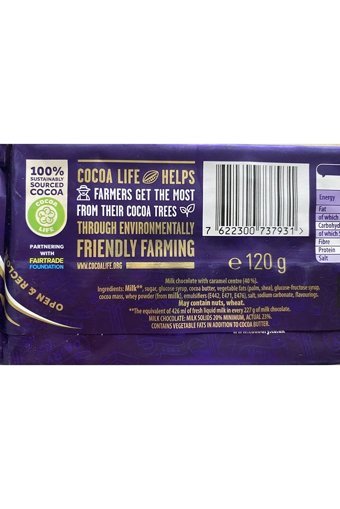 100%
SUSTAINABLY
SOURCED
COCOA
COCOA
LIFE
PARTNERING
WITH
FAIRTRADE
FOUNDATION
OPEN & RECL
COCOA LIFE HELPS
FARMERS GET THE MOST
FROM THEIR COCOA TREES
THROUGH ENVIRONMENTALLY
FRIENDLY FARMING
WWW.COCOALIFE.ORG
7 622300 737931 >
e 120 g
Energy
Fat
of which
Carbohyd
of which
Fibre
Protein
Salt
Milk chocolate with caramel centre (40 %).
Ingredients: Milk**, sugar, glucose syrup, cocoa butter, vegetable fats (palm, shea), glucose-fructose syrup,
cocoa mass, whey powder (from milk), emulsifiers (E442, E471, E476), salt, sodium carbonate, flavourings.
May contain nuts, wheat.
**The equivalent of 426 ml of fresh liquid milk in every 227 g of milk chocolate.
MILK CHOCOLATE: MILK SOLIDS 20% MINIMUM, ACTUAL 23%.
CONTAINS VEGETABLE FATS IN ADDITION TO COCOA BUTTER.